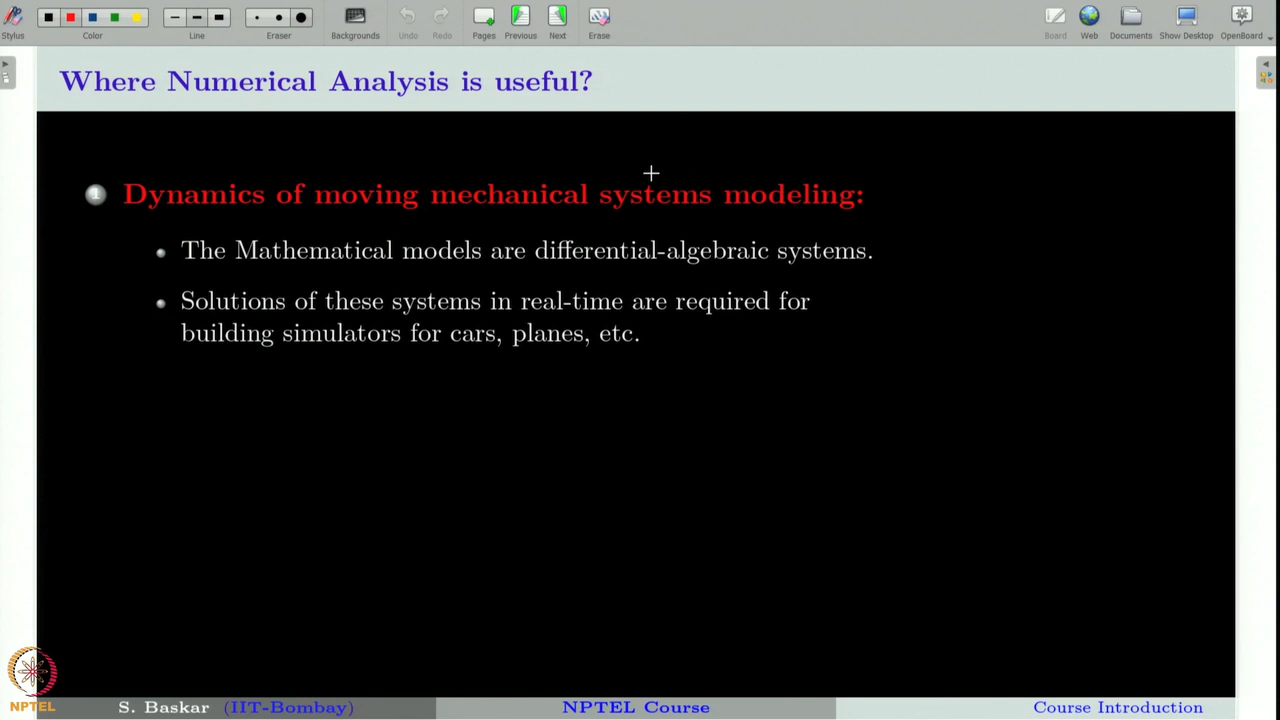 Stylus Color Line Eraser Backgrounds Undo Redo Pages Previous Next Erase Board Web Documents Show Desktop OpenBoard
Where Numerical Analysis is useful?
1 Dynamics of moving mechanical systems modeling:
The Mathematical models are differential-algebraic systems.
Solutions of these systems in real-time are required for
building simulators for cars, planes, etc.
NPTEL
S. Baskar (IIT-Bombay) NPTEL Course Course Introduction